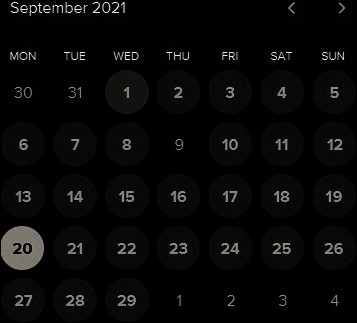 September 2021
MON TUE WED THU FRI SAT SUN
30 31 1 2 3 4 5
6 7 8 9 10 11 12
13 14 15 16 17 18 19
20 21 22 23 24 25 26
27 28 29 1 2 3 4